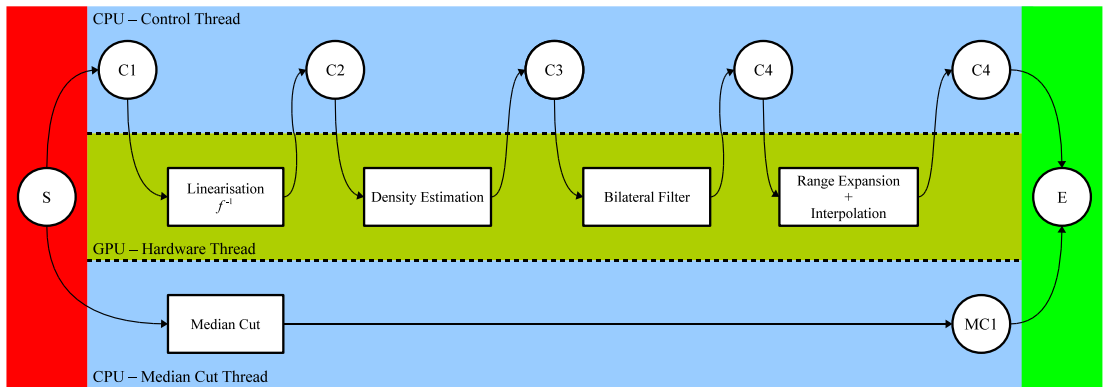 CPU – Control Thread
C1
C2
C3
C4
C4
S
Linearisation
f⁻¹
Density Estimation
Bilateral Filter
Range Expansion
+
Interpolation
E
GPU – Hardware Thread
Median Cut
MC1
CPU – Median Cut Thread